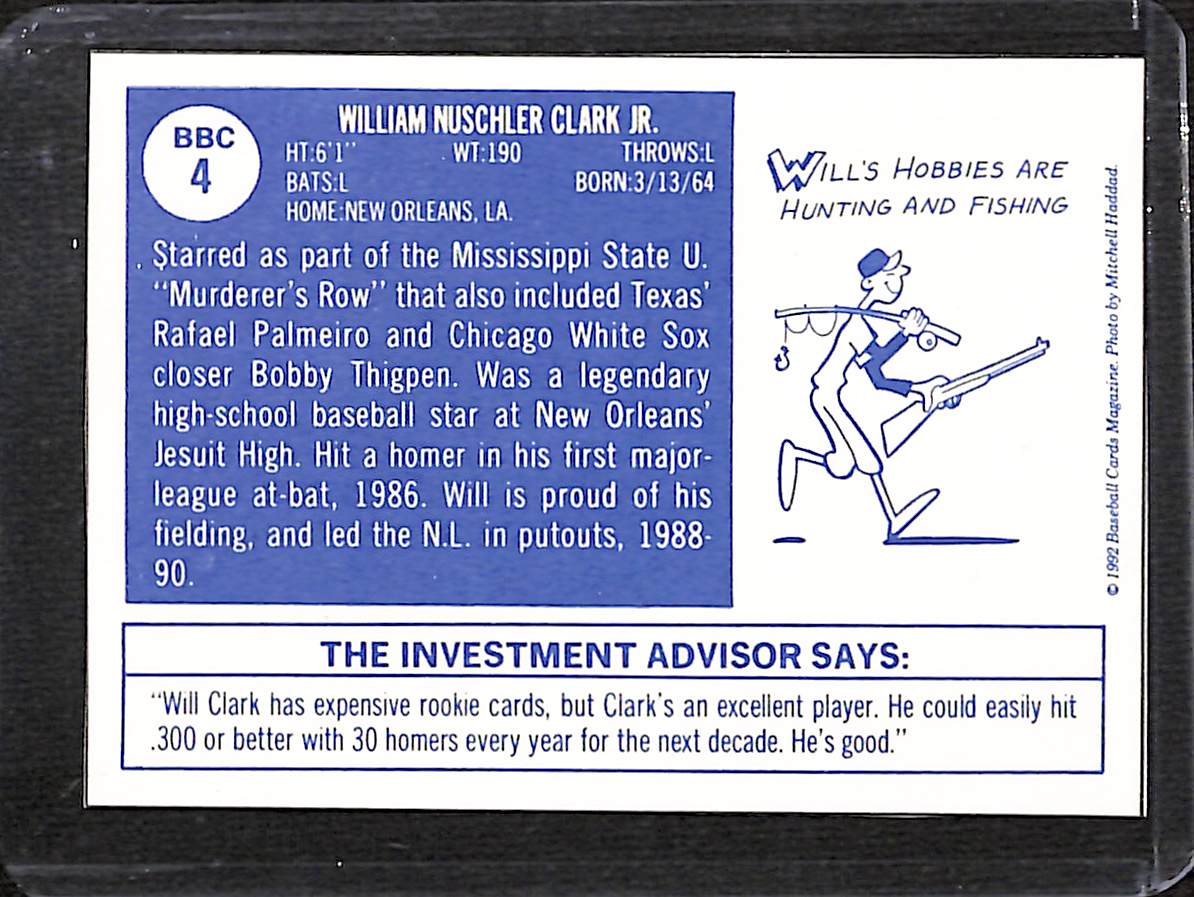 BBC
4
WILLIAM NUSCHLER CLARK JR.
HT:6'1" WT:190 THROWS:L
BATS:L BORN:3/13/64
HOME:NEW ORLEANS, LA.
Starred as part of the Mississippi State U.
"Murderer's Row" that also included Texas'
Rafael Palmeiro and Chicago White Sox
closer Bobby Thigpen. Was a legendary
high-school baseball star at New Orleans'
Jesuit High. Hit a homer in his first major-
league at-bat, 1986. Will is proud of his
fielding, and led the N.L. in putouts, 1988-
90.
WILL'S HOBBIES ARE
HUNTING AND FISHING
© 1992 Baseball Cards Magazine. Photo by Mitchell Haddad.
THE INVESTMENT ADVISOR SAYS:
"Will Clark has expensive rookie cards, but Clark's an excellent player. He could easily hit
.300 or better with 30 homers every year for the next decade. He's good."